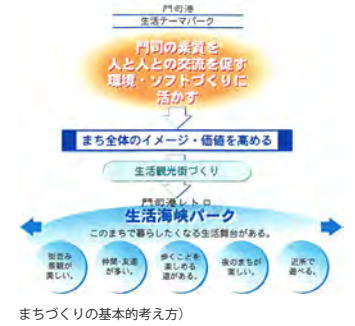 門司港
生活テーマパーク
門司の素質を
人と人との交流を促す
環境・ソフトづくりに
活かす
まち全体のイメージ・価値を高める
生活観光街づくり
門司港レトロ
生活海峡パーク
このまちで暮らしたくなる生活舞台がある。
街並み
景観が
美しい。
仲間・友達
が多い。
歩くことを
楽しめる
道がある。
夜のまちが
楽しい。
近所で
遊べる。
まちづくりの基本的考え方）